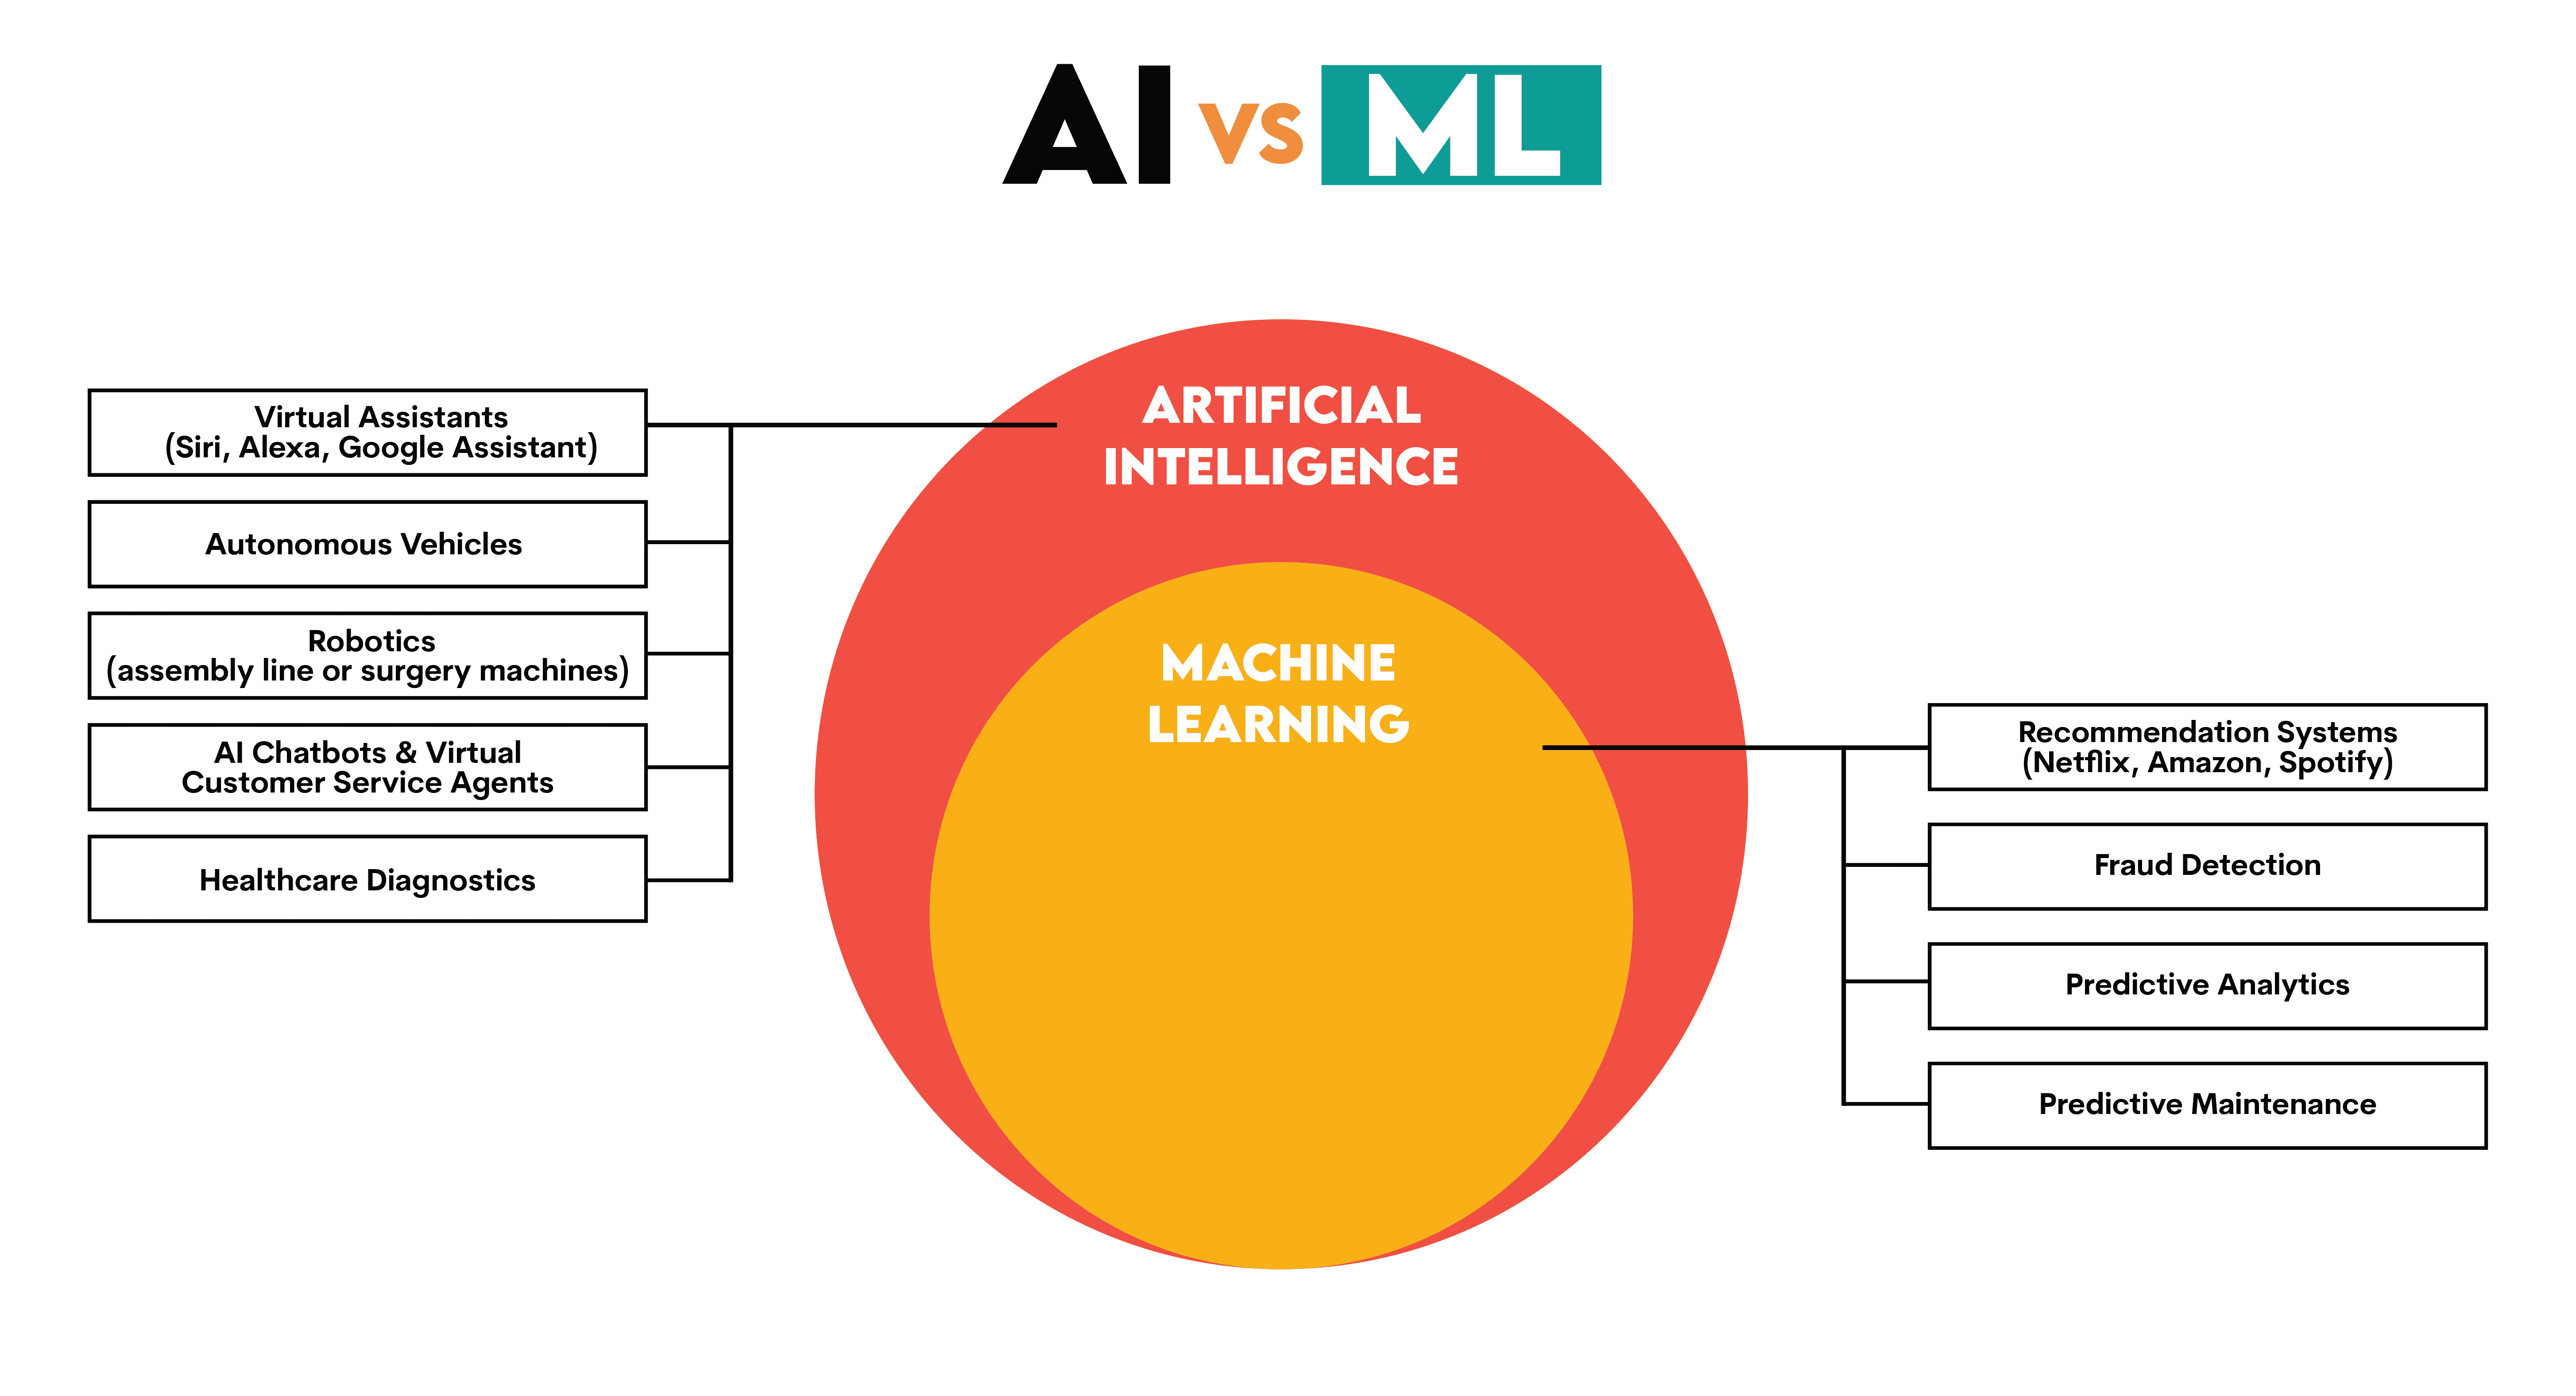 AI vs ML
ARTIFICIAL
INTELLIGENCE
MACHINE
LEARNING
Virtual Assistants
(Siri, Alexa, Google Assistant)
Autonomous Vehicles
Robotics
(assembly line or surgery machines)
AI Chatbots & Virtual
Customer Service Agents
Healthcare Diagnostics
Recommendation Systems
(Netflix, Amazon, Spotify)
Fraud Detection
Predictive Analytics
Predictive Maintenance